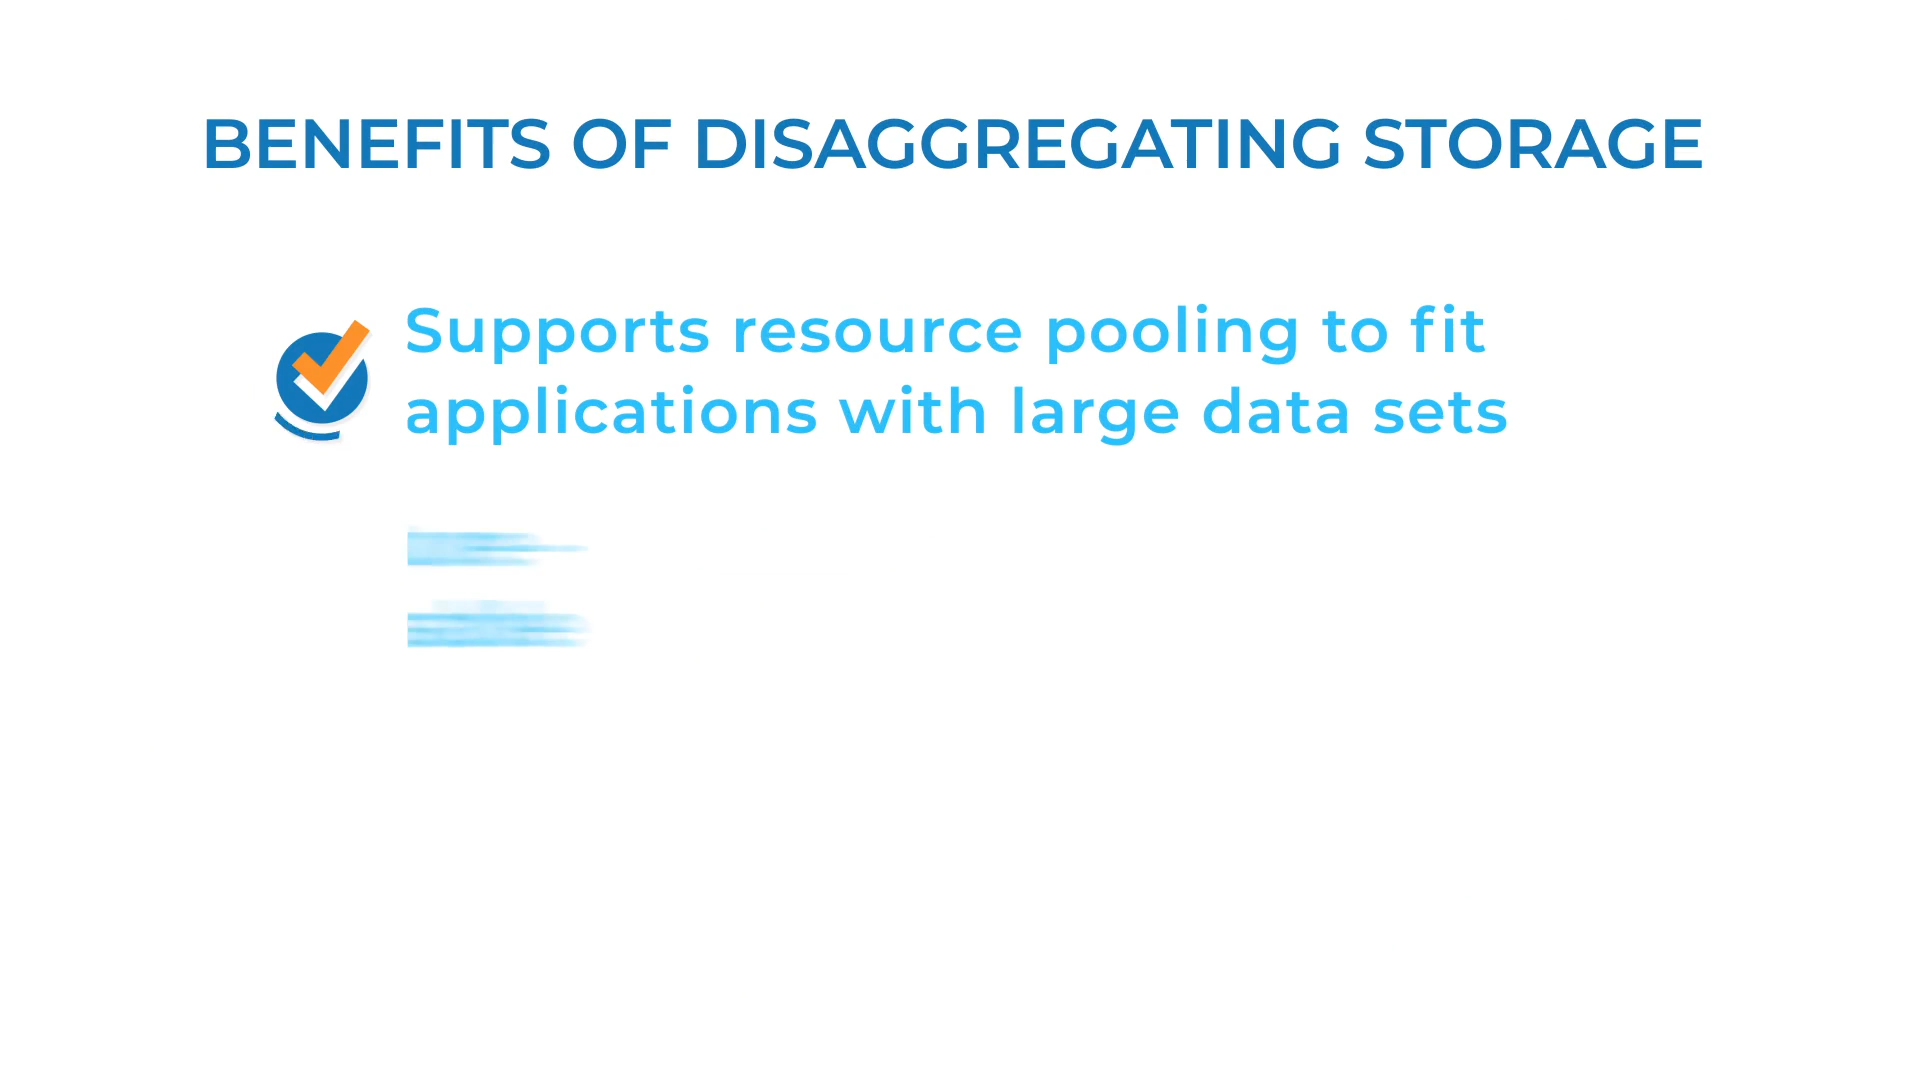 BENEFITS OF DISAGGREGATING STORAGE
Supports resource pooling to fit
applications with large data sets